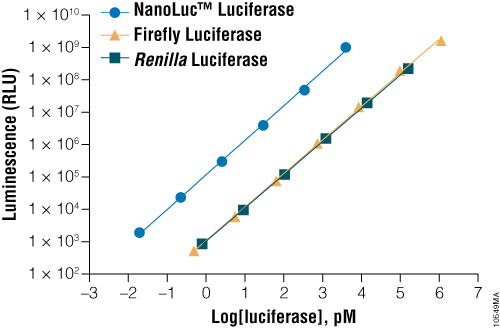 NanoLuc™ Luciferase
Firefly Luciferase
Renilla Luciferase
Luminescence (RLU)
1 × 10¹⁰
1 × 10⁹
1 × 10⁸
1 × 10⁷
1 × 10⁶
1 × 10⁵
1 × 10⁴
1 × 10³
1 × 10²
–3 –2 –1 0 1 2 3 4 5 6 7
Log[luciferase], pM
10549MA